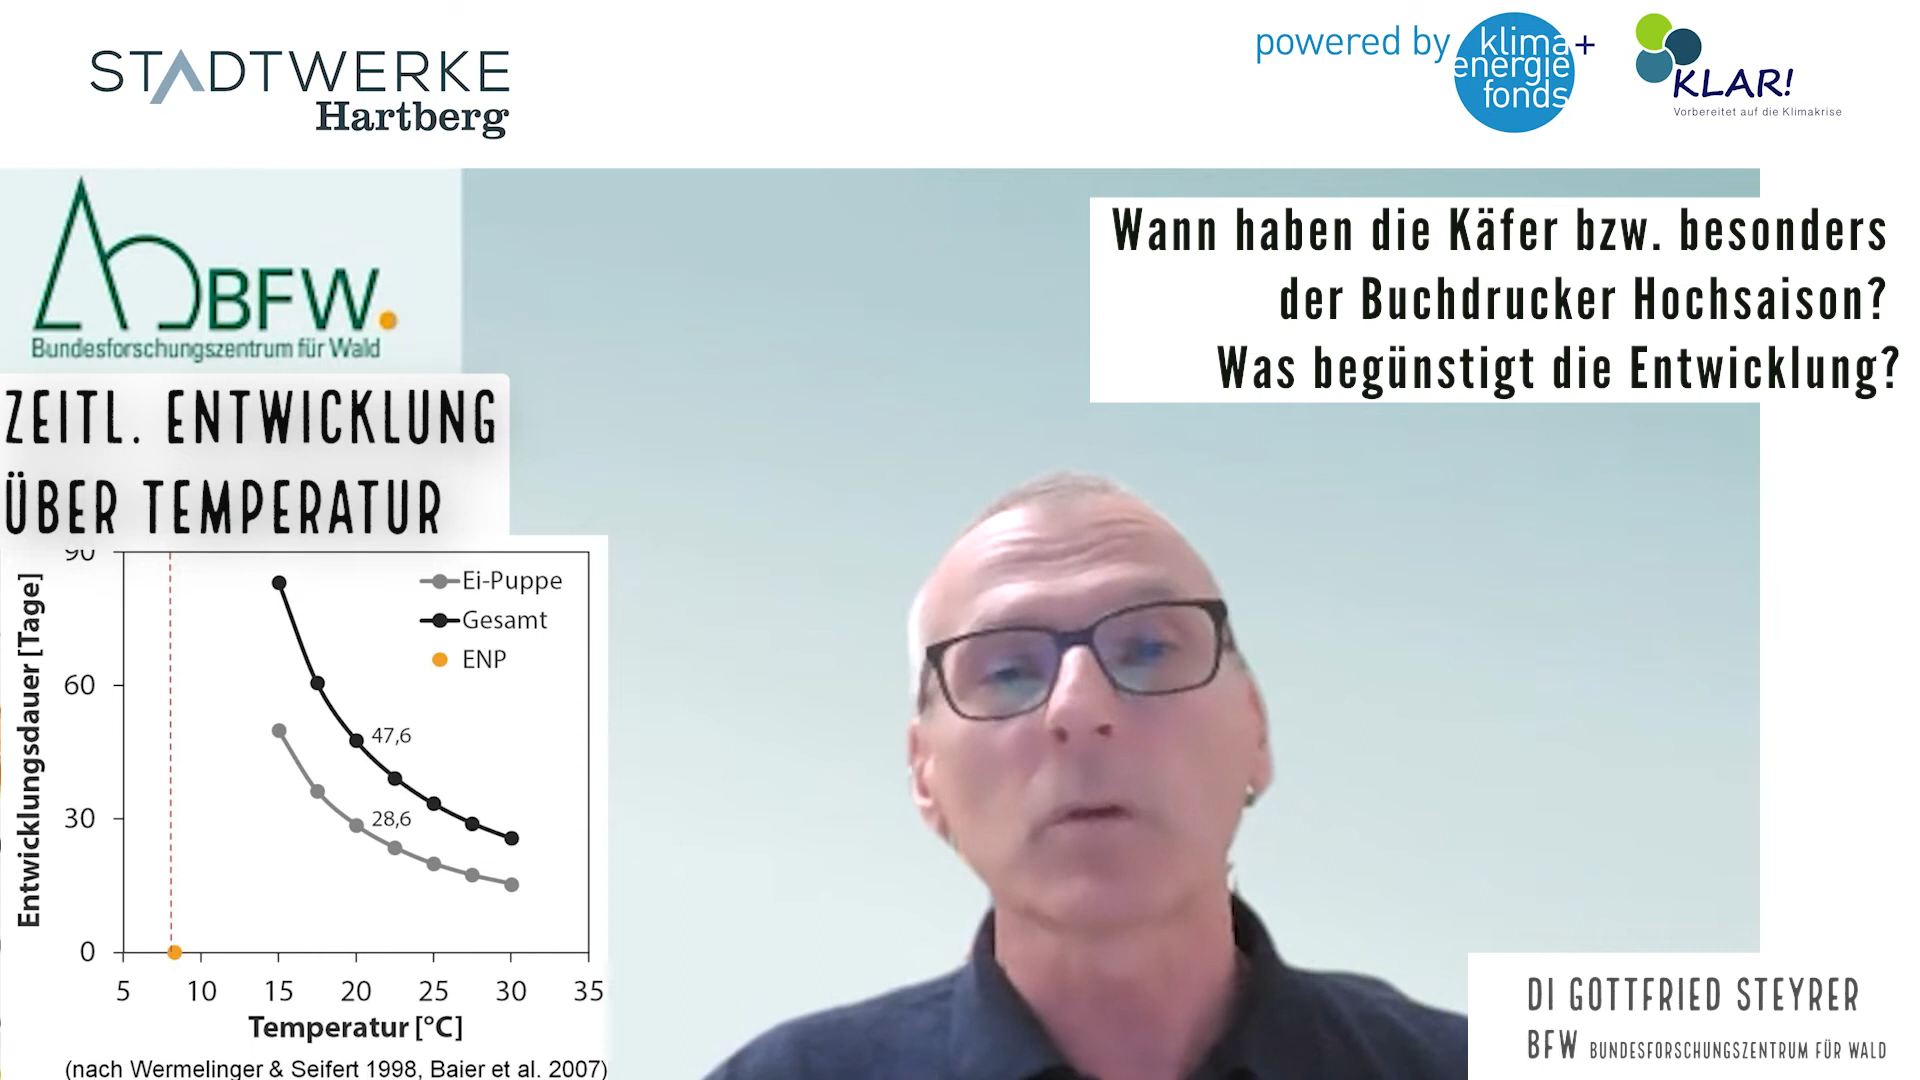 STADTWERKE
Hartberg
powered by
klima+
energie
fonds
KLAR!
Vorbereitet auf die Klimakrise
BFW.
Bundesforschungszentrum für Wald
Wann haben die Käfer bzw. besonders
der Buchdrucker Hochsaison?
Was begünstigt die Entwicklung?
ZEITL. ENTWICKLUNG
ÜBER TEMPERATUR
90
60
30
0
Entwicklungsdauer [Tage]
Ei-Puppe
Gesamt
ENP
47,6
28,6
5 10 15 20 25 30 35
Temperatur [°C]
(nach Wermelinger & Seifert 1998, Baier et al. 2007)
DI GOTTFRIED STEYRER
BFW BUNDESFORSCHUNGSZENTRUM FÜR WALD